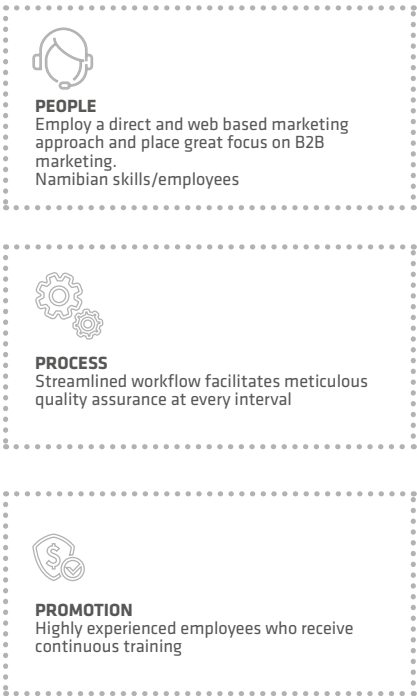 PEOPLE
Employ a direct and web based marketing
approach and place great focus on B2B
marketing.
Namibian skills/employees
PROCESS
Streamlined workflow facilitates meticulous
quality assurance at every interval
PROMOTION
Highly experienced employees who receive
continuous training